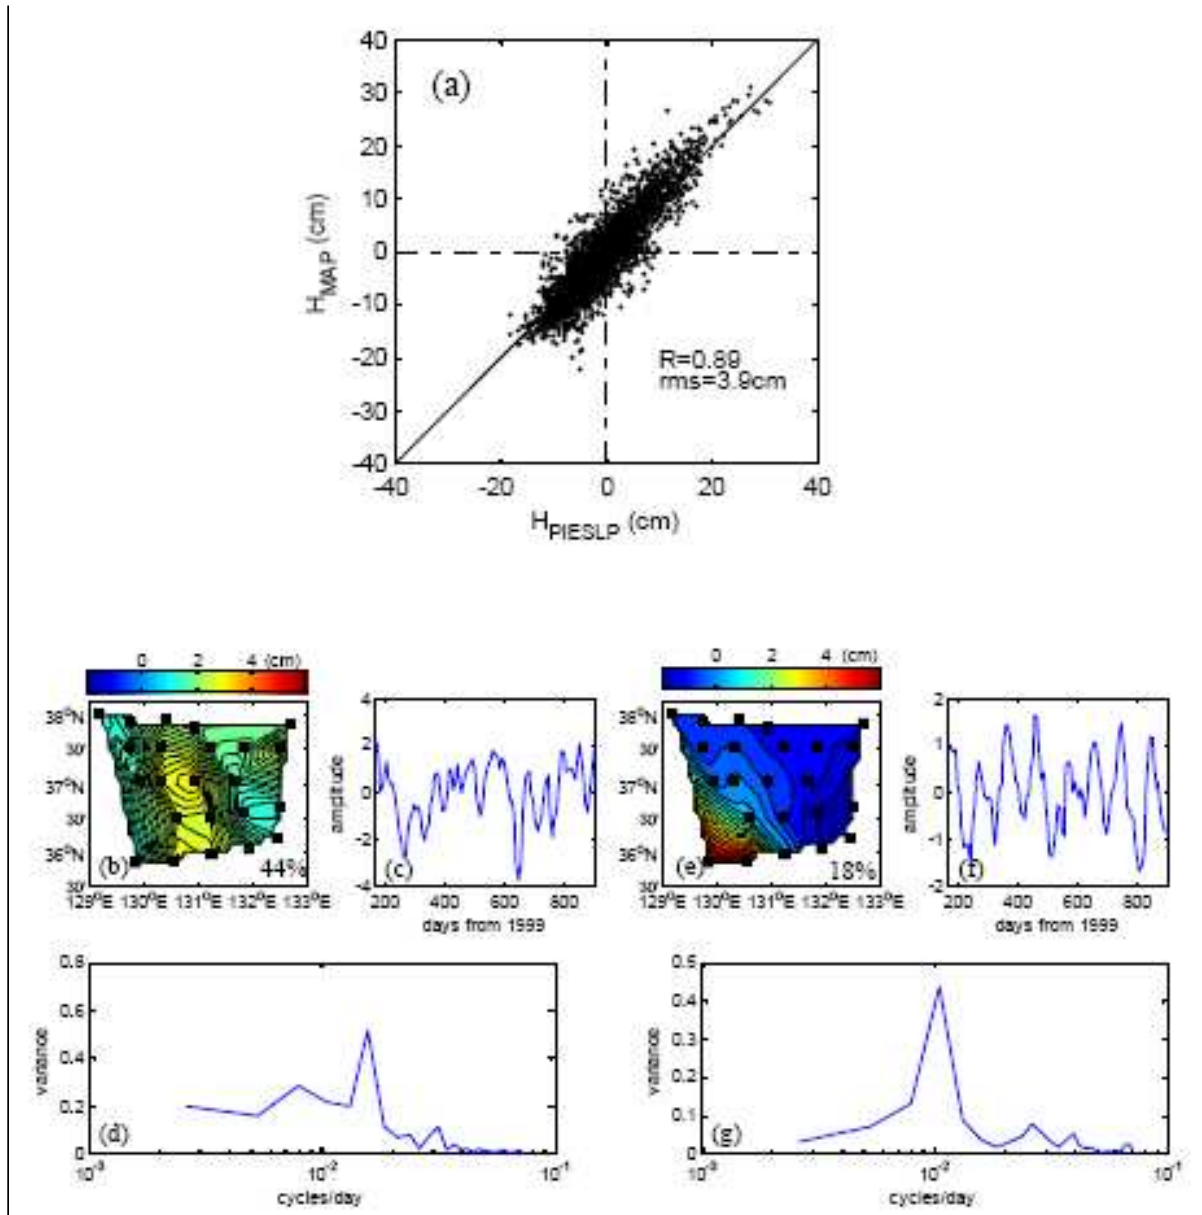 (a)
40
30
20
10
0
-10
-20
-30
-40
H_MAP (cm)
R=0.89
rms=3.9cm
-40 -20 0 20 40
H_PIESLP (cm)
0 2 4 (cm)
38°N
30'
37°N
30'
36°N
30'
(b) 44%
129°E 130°E 131°E 132°E 133°E
4
2
0
-2
-4
amplitude
(c)
200 400 600 800
days from 1999
0 2 4 (cm)
38°N
30'
37°N
30'
36°N
30'
(e) 18%
129°E 130°E 131°E 132°E 133°E
2
1
0
-1
-2
amplitude
(f)
200 400 600 800
days from 1999
0.8
0.6
0.4
0.2
0
variance
(d)
10⁻³ 10⁻² 10⁻¹
cycles/day
0.5
0.4
0.3
0.2
0.1
0
variance
(g)
10⁻³ 10⁻² 10⁻¹
cycles/day